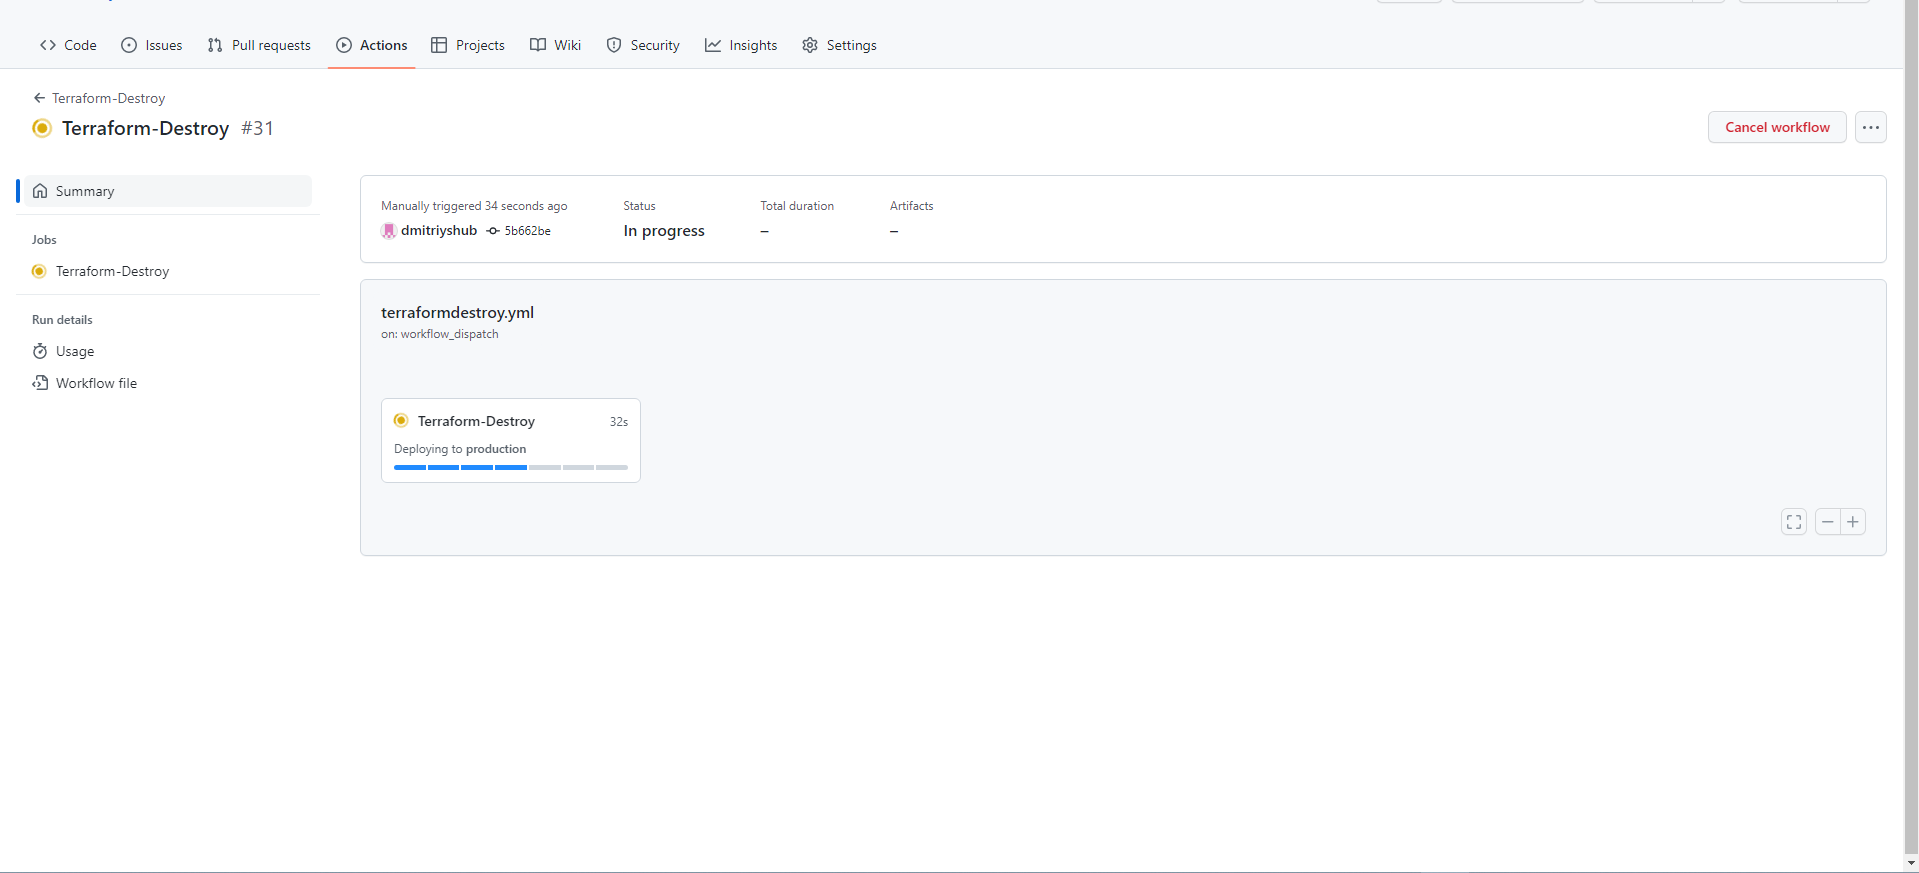 Code Issues Pull requests Actions Projects Wiki Security Insights Settings
Terraform-Destroy
Terraform-Destroy #31
Cancel workflow
Summary
Jobs
Terraform-Destroy
Run details
Usage
Workflow file
Manually triggered 34 seconds ago
dmitriyshub 5b662be
Status
In progress
Total duration
–
Artifacts
–
terraformdestroy.yml
on: workflow_dispatch
Terraform-Destroy 32s
Deploying to production